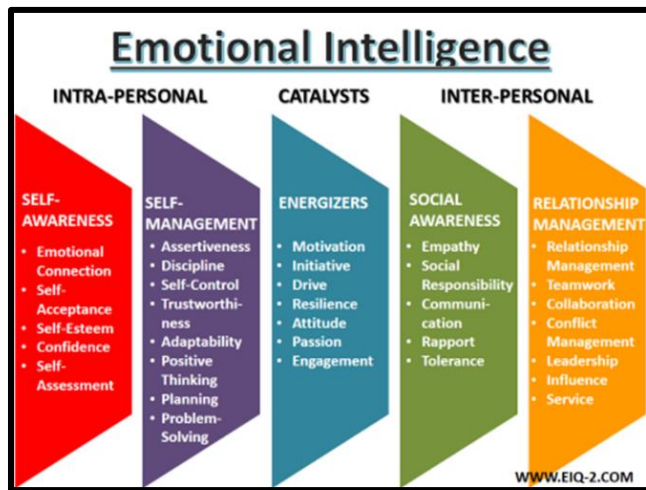 Emotional Intelligence
INTRA-PERSONAL
CATALYSTS
INTER-PERSONAL
SELF-
AWARENESS
• Emotional
Connection
• Self-
Acceptance
• Self-Esteem
• Confidence
• Self-
Assessment
SELF-
MANAGEMENT
• Assertiveness
• Discipline
• Self-Control
• Trustworthi-
ness
• Adaptability
• Positive
Thinking
• Planning
• Problem-
Solving
ENERGIZERS
• Motivation
• Initiative
• Drive
• Resilience
• Attitude
• Passion
• Engagement
SOCIAL
AWARENESS
• Empathy
• Social
Responsibility
• Communi-
cation
• Rapport
• Tolerance
RELATIONSHIP
MANAGEMENT
• Relationship
Management
• Teamwork
• Collaboration
• Conflict
Management
• Leadership
• Influence
• Service
WWW.EIQ-2.COM